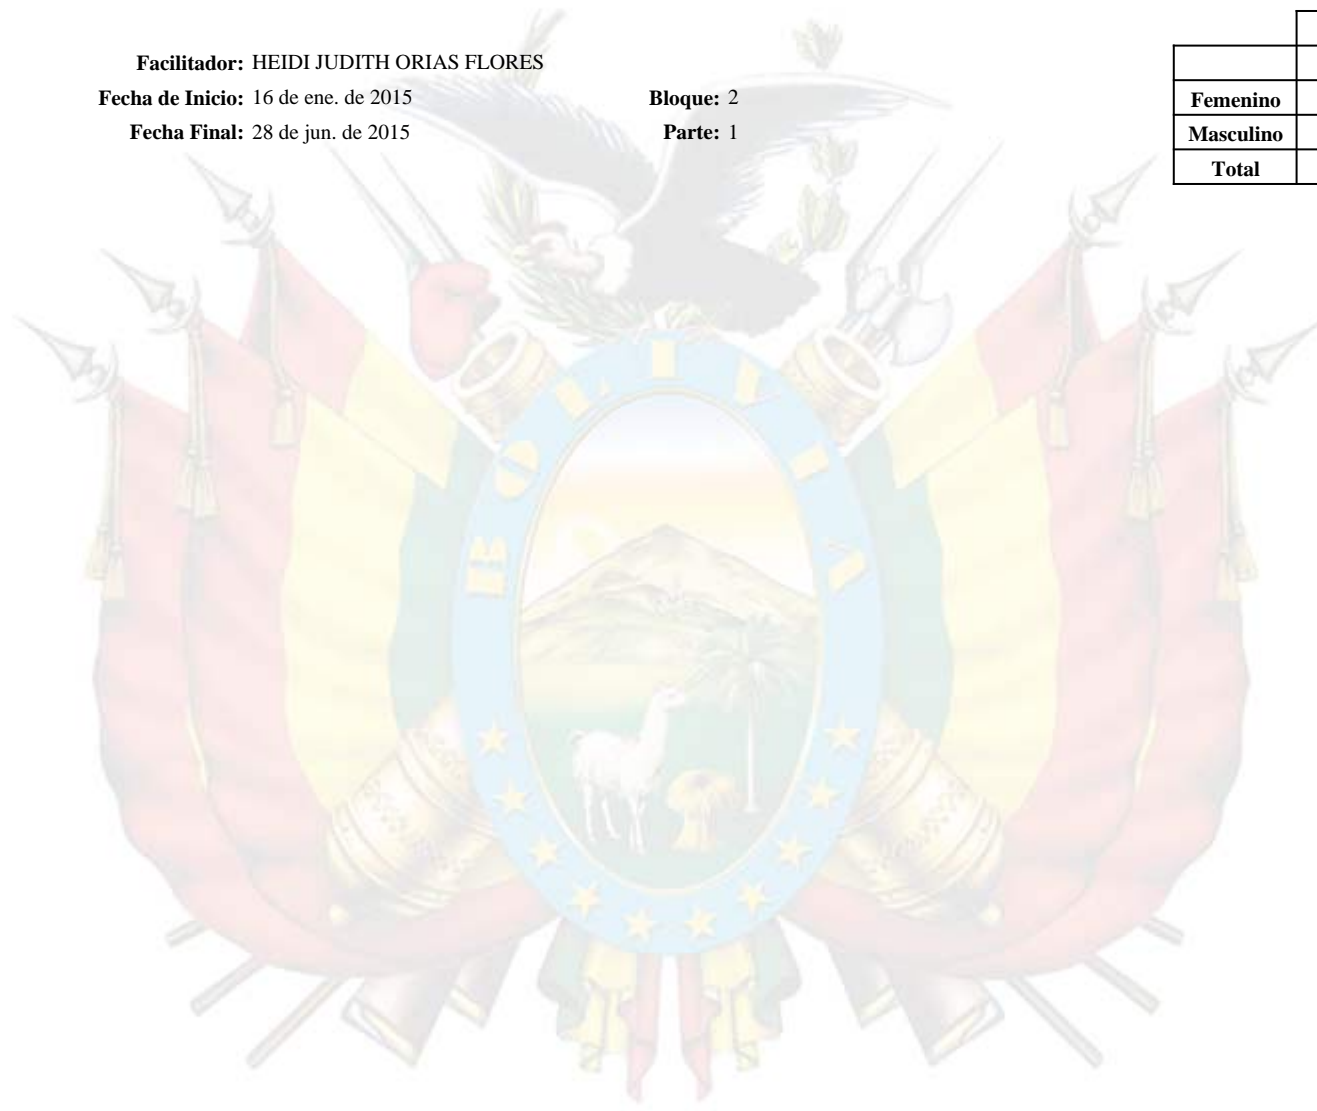 Facilitador: HEIDI JUDITH ORIAS FLORES
Fecha de Inicio: 16 de ene. de 2015 Bloque: 2
Fecha Final: 28 de jun. de 2015 Parte: 1
Femenino
Masculino
Total
BOLIVIA